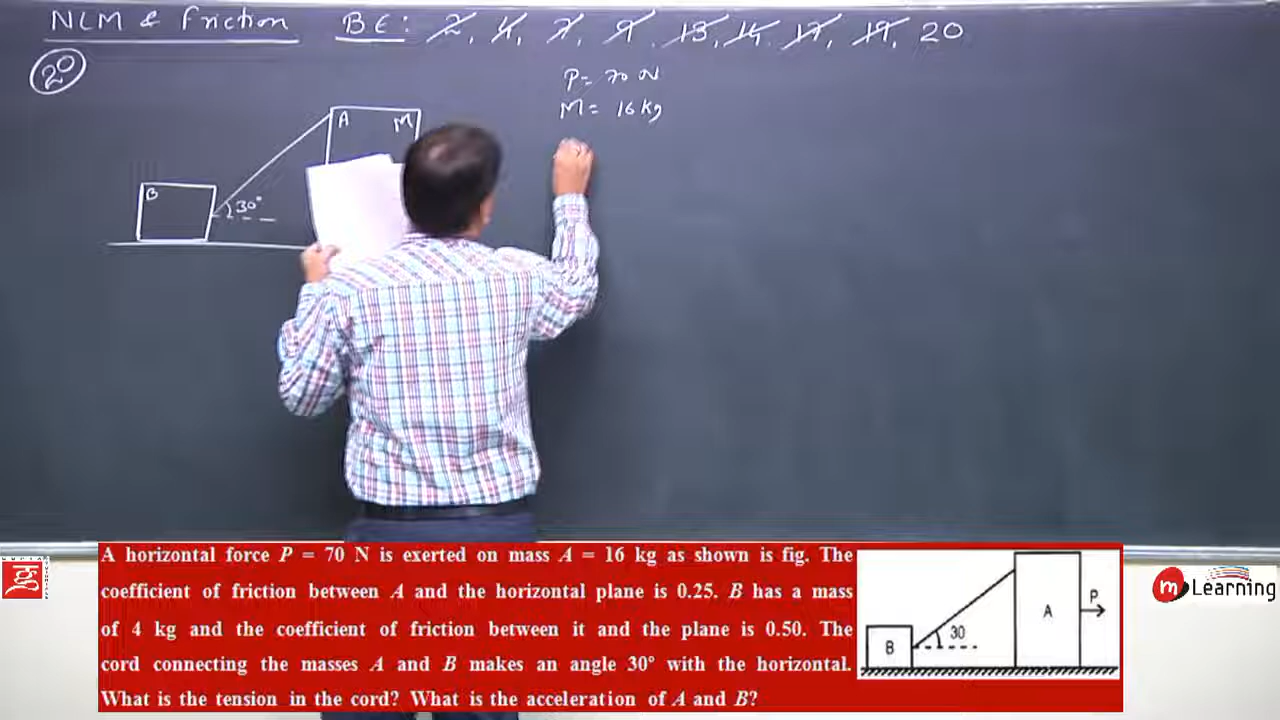 NLM & Friction BE: 2, 4, 7, 9, 13, 14, 17, 19, 20
20
P = 70 N
M = 16 kg
A M
B
30°
A horizontal force P = 70 N is exerted on mass A = 16 kg as shown is fig. The
coefficient of friction between A and the horizontal plane is 0.25. B has a mass
of 4 kg and the coefficient of friction between it and the plane is 0.50. The
cord connecting the masses A and B makes an angle 30° with the horizontal.
What is the tension in the cord? What is the acceleration of A and B?
P
A
30
B
m Learning